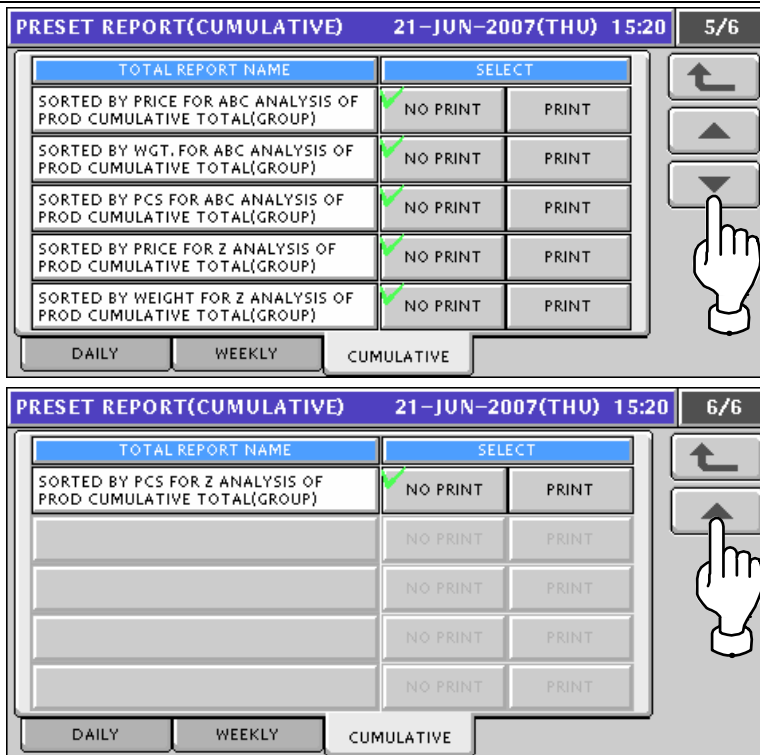 PRESET REPORT(CUMULATIVE) 21-JUN-2007(THU) 15:20 5/6
TOTAL REPORT NAME SELECT
SORTED BY PRICE FOR ABC ANALYSIS OF
PROD CUMULATIVE TOTAL(GROUP)
NO PRINT PRINT
SORTED BY WGT. FOR ABC ANALYSIS OF
PROD CUMULATIVE TOTAL(GROUP)
NO PRINT PRINT
SORTED BY PCS FOR ABC ANALYSIS OF
PROD CUMULATIVE TOTAL(GROUP)
NO PRINT PRINT
SORTED BY PRICE FOR Z ANALYSIS OF
PROD CUMULATIVE TOTAL(GROUP)
NO PRINT PRINT
SORTED BY WEIGHT FOR Z ANALYSIS OF
PROD CUMULATIVE TOTAL(GROUP)
NO PRINT PRINT
DAILY WEEKLY CUMULATIVE
PRESET REPORT(CUMULATIVE) 21-JUN-2007(THU) 15:20 6/6
TOTAL REPORT NAME SELECT
SORTED BY PCS FOR Z ANALYSIS OF
PROD CUMULATIVE TOTAL(GROUP)
NO PRINT PRINT
NO PRINT PRINT
NO PRINT PRINT
NO PRINT PRINT
NO PRINT PRINT
DAILY WEEKLY CUMULATIVE